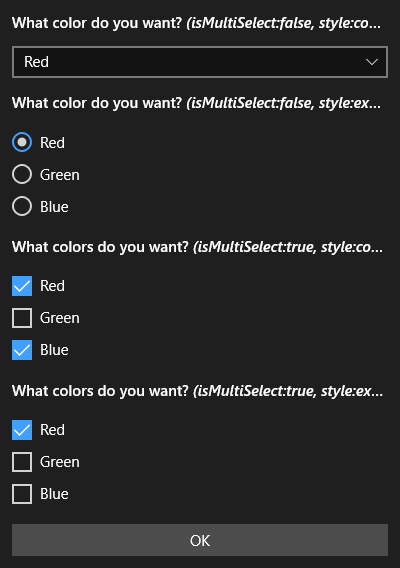 What color do you want? (isMultiSelect:false, style:co...
Red
What color do you want? (isMultiSelect:false, style:ex...
Red
Green
Blue
What colors do you want? (isMultiSelect:true, style:co...
Red
Green
Blue
What colors do you want? (isMultiSelect:true, style:ex...
Red
Green
Blue
OK